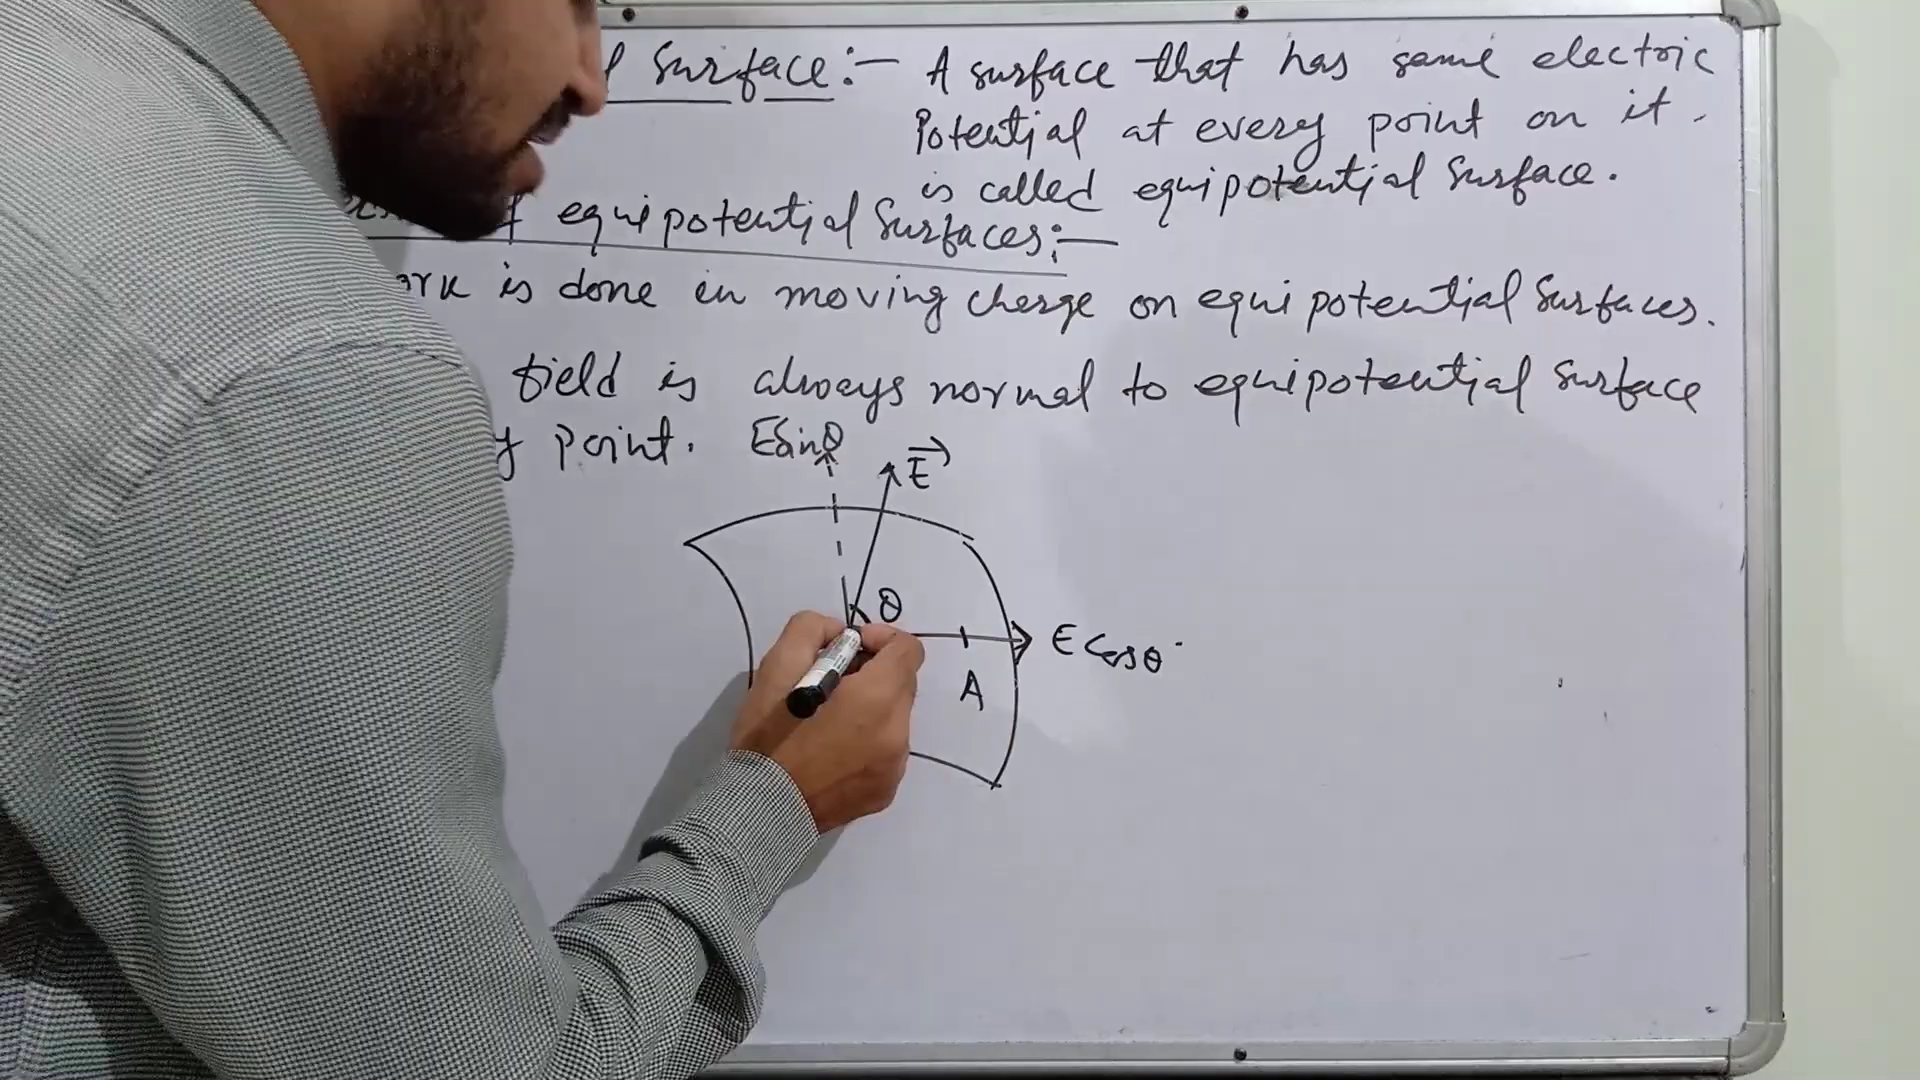 Surface:— A surface that has same electric
Potential at every point on it.
is called equipotential Surface.
equipotential Surfaces:—
is done in moving charge on equipotential Surfaces.
field is always normal to equipotential Surface
point.
ESinθ
E
θ
ECosθ
A